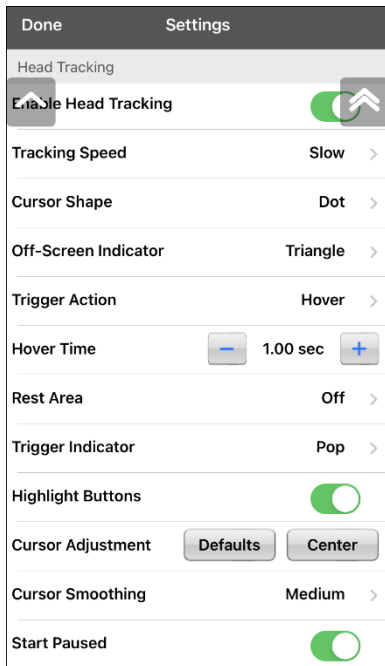 Done Settings
Head Tracking
Enable Head Tracking
Tracking Speed Slow
Cursor Shape Dot
Off-Screen Indicator Triangle
Trigger Action Hover
Hover Time − 1.00 sec +
Rest Area Off
Trigger Indicator Pop
Highlight Buttons
Cursor Adjustment Defaults Center
Cursor Smoothing Medium
Start Paused